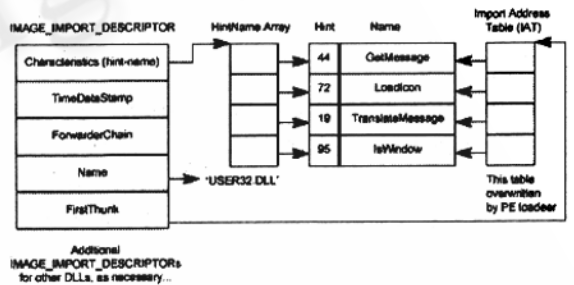 IMAGE_IMPORT_DESCRIPTOR
HintName Array
Hint
Name
Import Address
Table (IAT)
Characteristics (hint-name)
TimeDateStamp
ForwarderChain
Name
FirstThunk
44
GetMessage
72
LoadIcon
19
TranslateMessage
95
IsWindow
'USER32.DLL'
This table
overwritten
by PE loadeer
Additional
IMAGE_IMPORT_DESCRIPTORs
for other DLLs, as necessary...